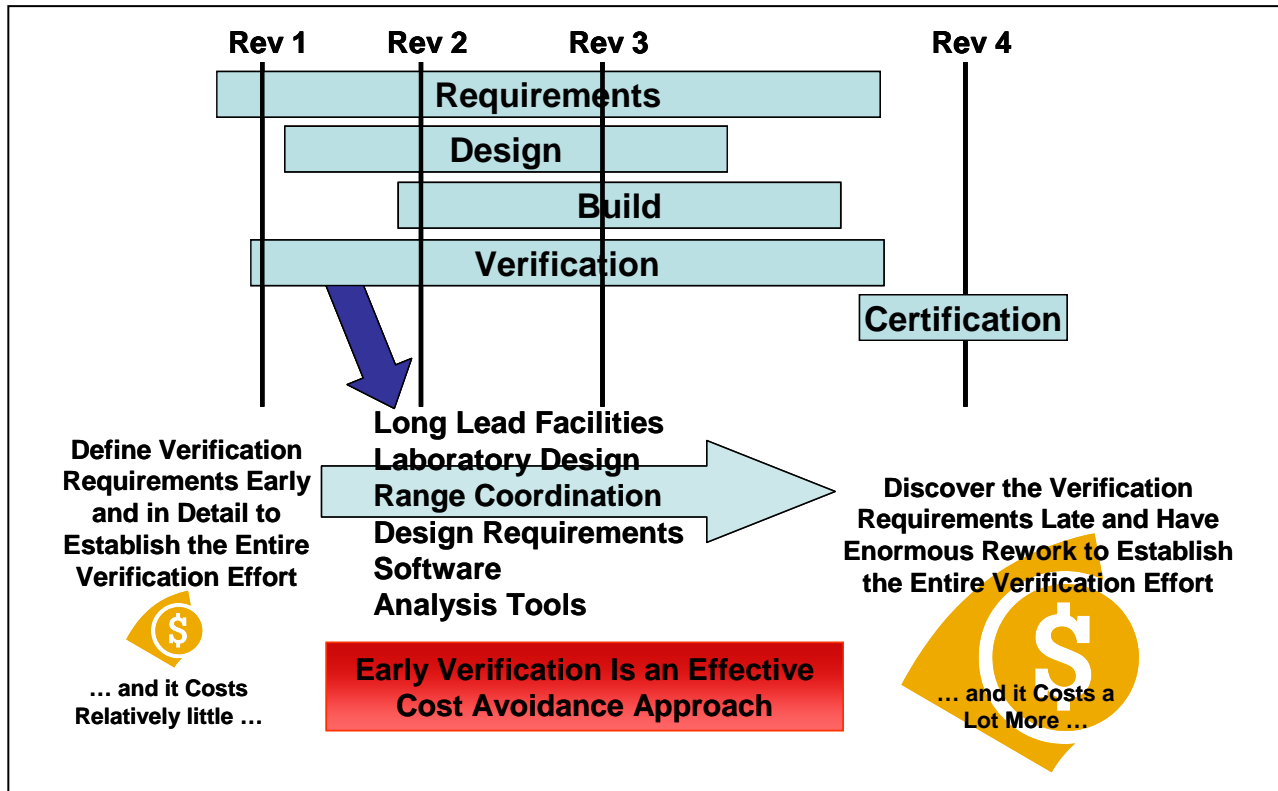 Rev 1
Rev 2
Rev 3
Rev 4
Requirements
Design
Build
Verification
Certification
Define Verification
Requirements Early
and in Detail to
Establish the Entire
Verification Effort
$
… and it Costs
Relatively little …
Long Lead Facilities
Laboratory Design
Range Coordination
Design Requirements
Software
Analysis Tools
Early Verification Is an Effective
Cost Avoidance Approach
Discover the Verification
Requirements Late and Have
Enormous Rework to Establish
the Entire Verification Effort
$
… and it Costs a
Lot More …